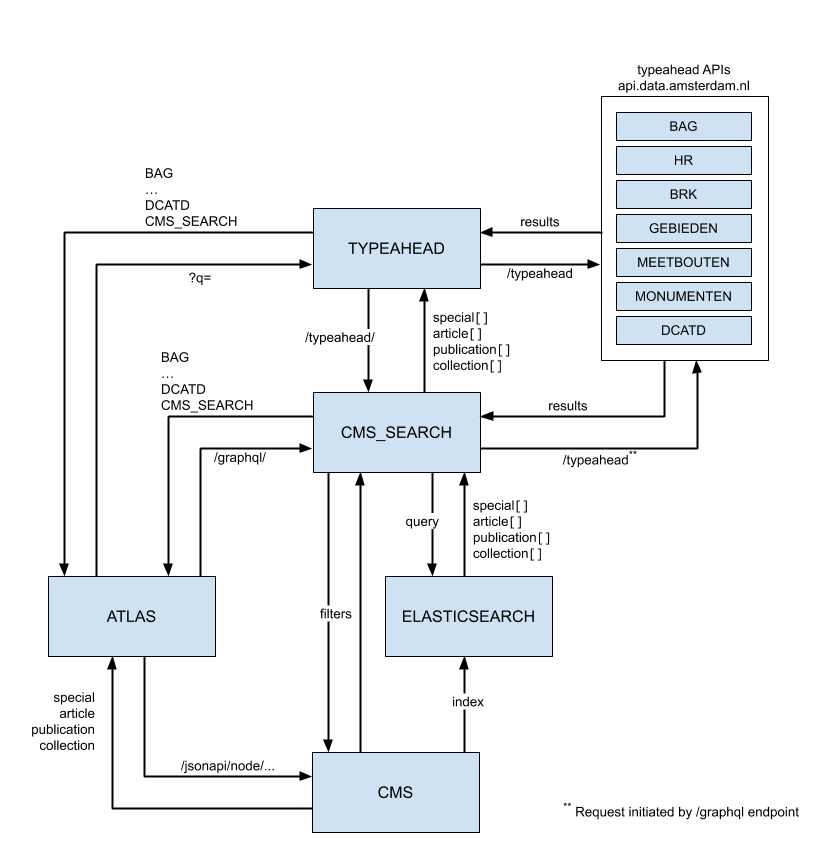 typeahead APIs
api.data.amsterdam.nl
BAG
HR
BRK
GEBIEDEN
MEETBOUTEN
MONUMENTEN
DCATD
BAG
...
DCATD
CMS_SEARCH
TYPEAHEAD
results
/typeahead
?q=
/typeahead/
special[ ]
article[ ]
publication[ ]
collection[ ]
BAG
...
DCATD
CMS_SEARCH
CMS_SEARCH
results
/typeahead**
/graphql/
query
special[ ]
article[ ]
publication[ ]
collection[ ]
ATLAS
filters
ELASTICSEARCH
special
article
publication
collection
index
/jsonapi/node/...
CMS
** Request initiated by /graphql endpoint